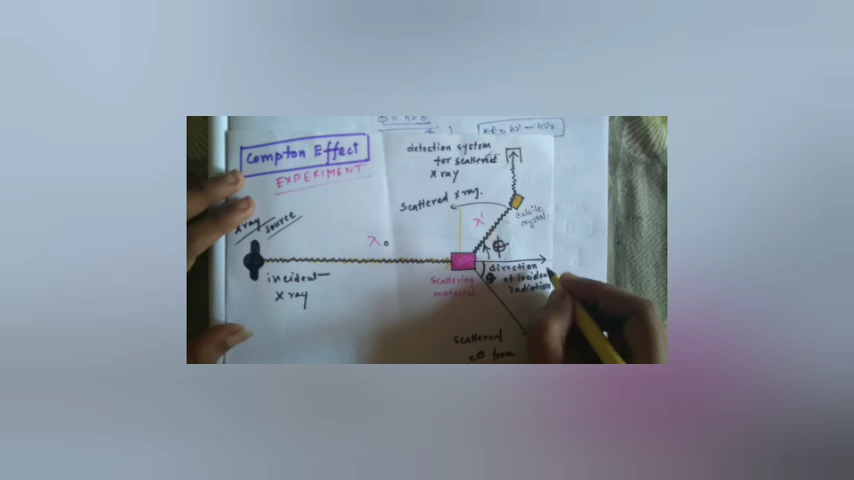 Compton Effect
EXPERIMENT
detection system
for scattered
X ray
scattered X ray.
calcite
crystal.
λ'
X ray
source
λ₀
ϕ
incident
X ray
scattering
material
direction
of incident
radiation
θ
scattered
e⊖ from